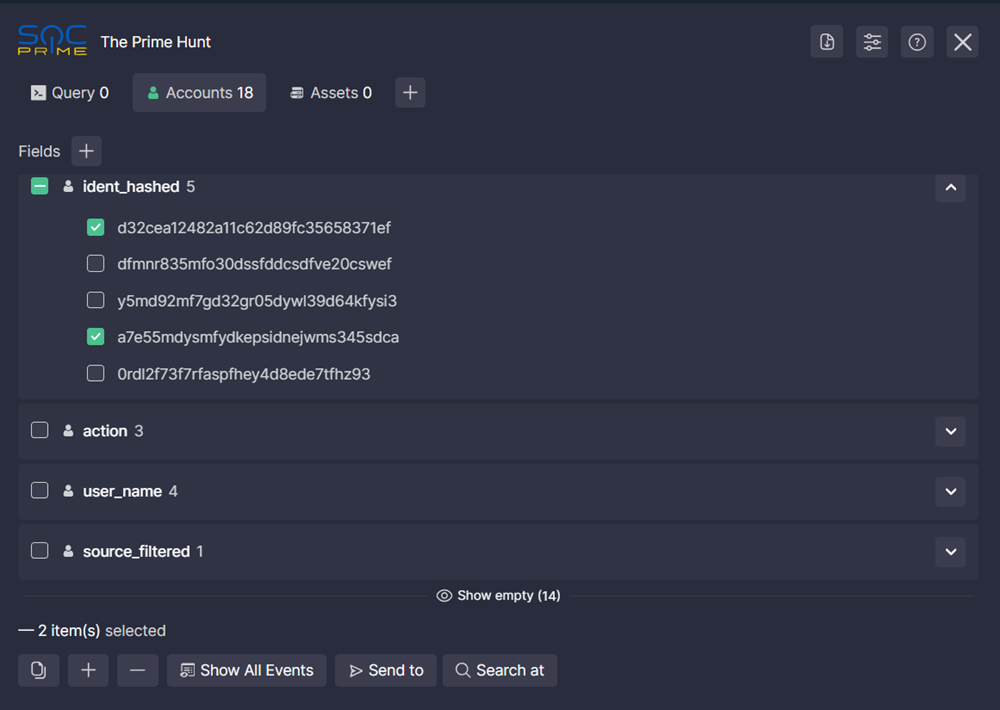 SOC PRIME The Prime Hunt
Query 0 Accounts 18 Assets 0
Fields
ident_hashed 5
d32cea12482a11c62d89fc35658371ef
dfmnr835mfo30dssfddcsdfve20cswef
y5md92mf7gd32gr05dywl39d64kfysi3
a7e55mdysmfydkepsidnejwms345sdca
0rdl2f73f7rfaspfhey4d8ede7tfhz93
action 3
user_name 4
source_filtered 1
Show empty (14)
— 2 item(s) selected
Show All Events Send to Search at